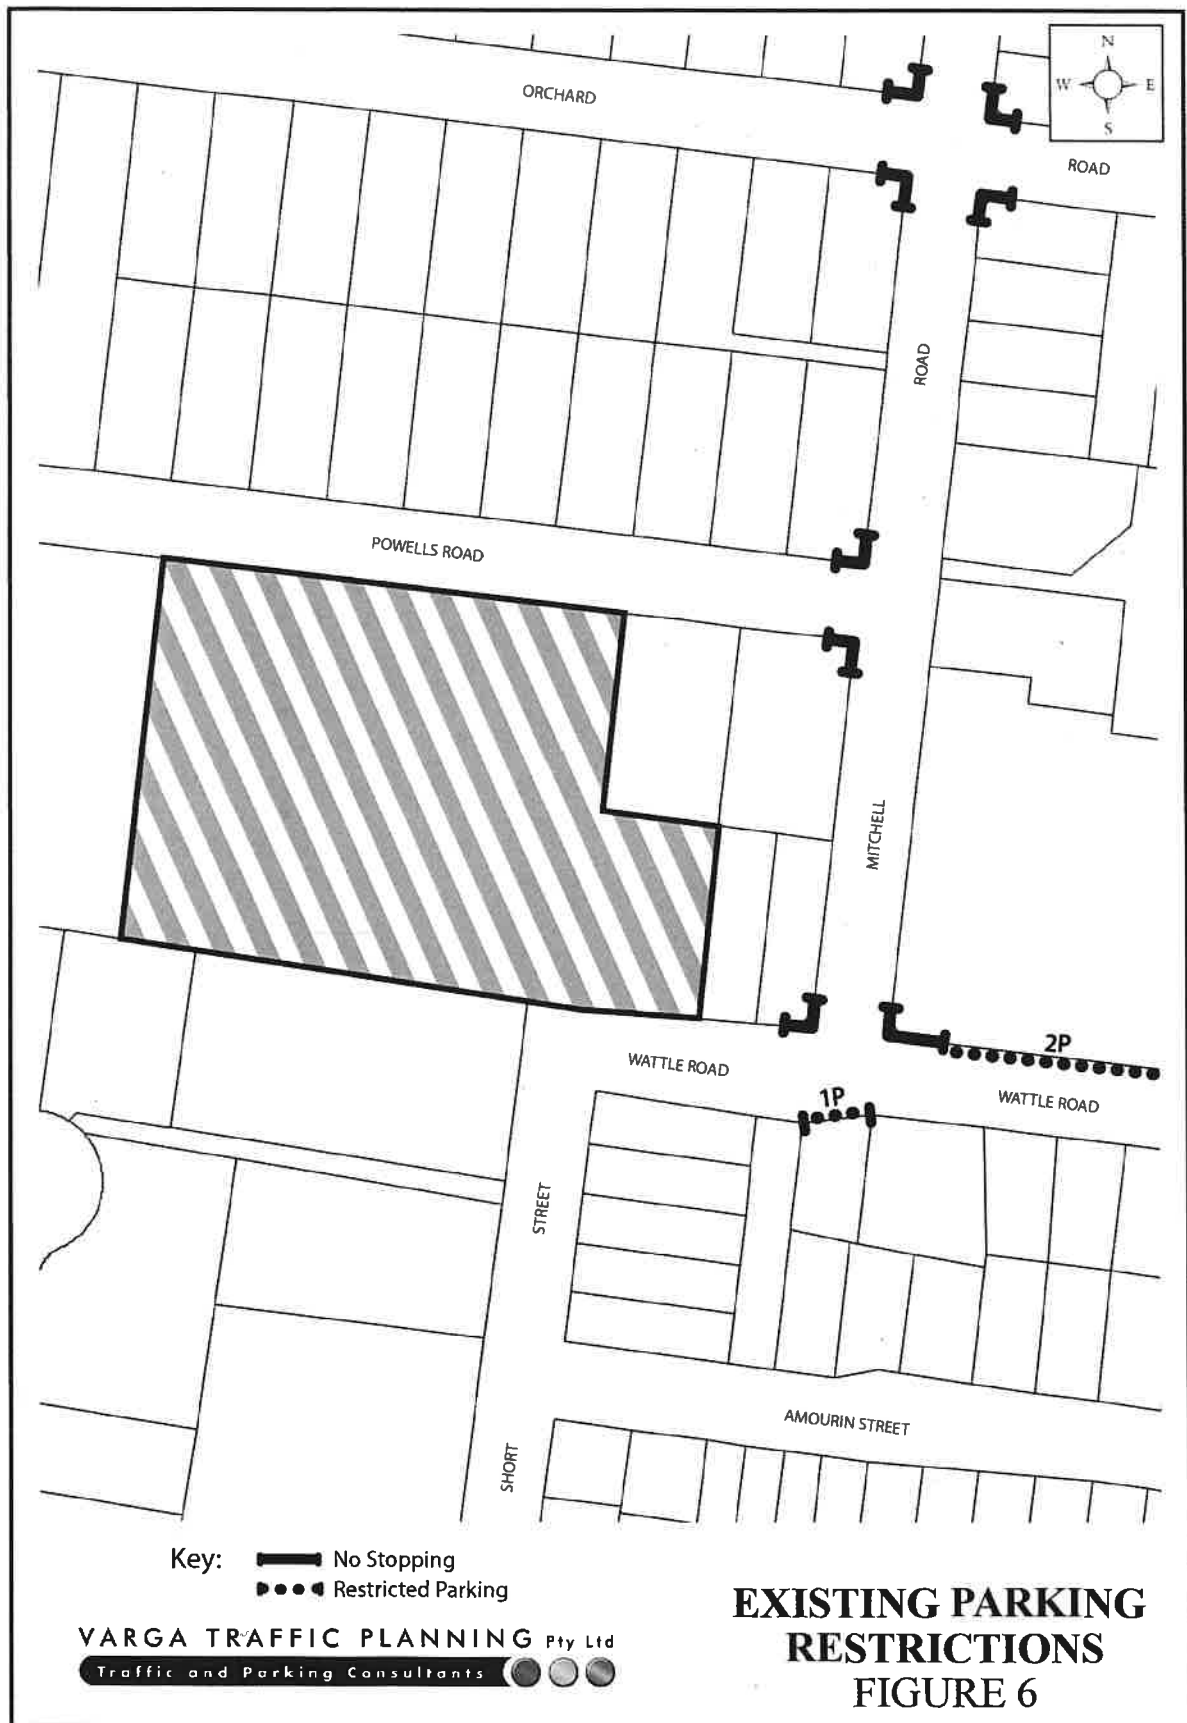 N
W E
S
ORCHARD
ROAD
ROAD
POWELLS ROAD
MITCHELL
2P
WATTLE ROAD
1P
WATTLE ROAD
STREET
AMOURIN STREET
SHORT
Key:
No Stopping
Restricted Parking
VARGA TRAFFIC PLANNING Pty Ltd
Traffic and Parking Consultants
EXISTING PARKING
RESTRICTIONS
FIGURE 6